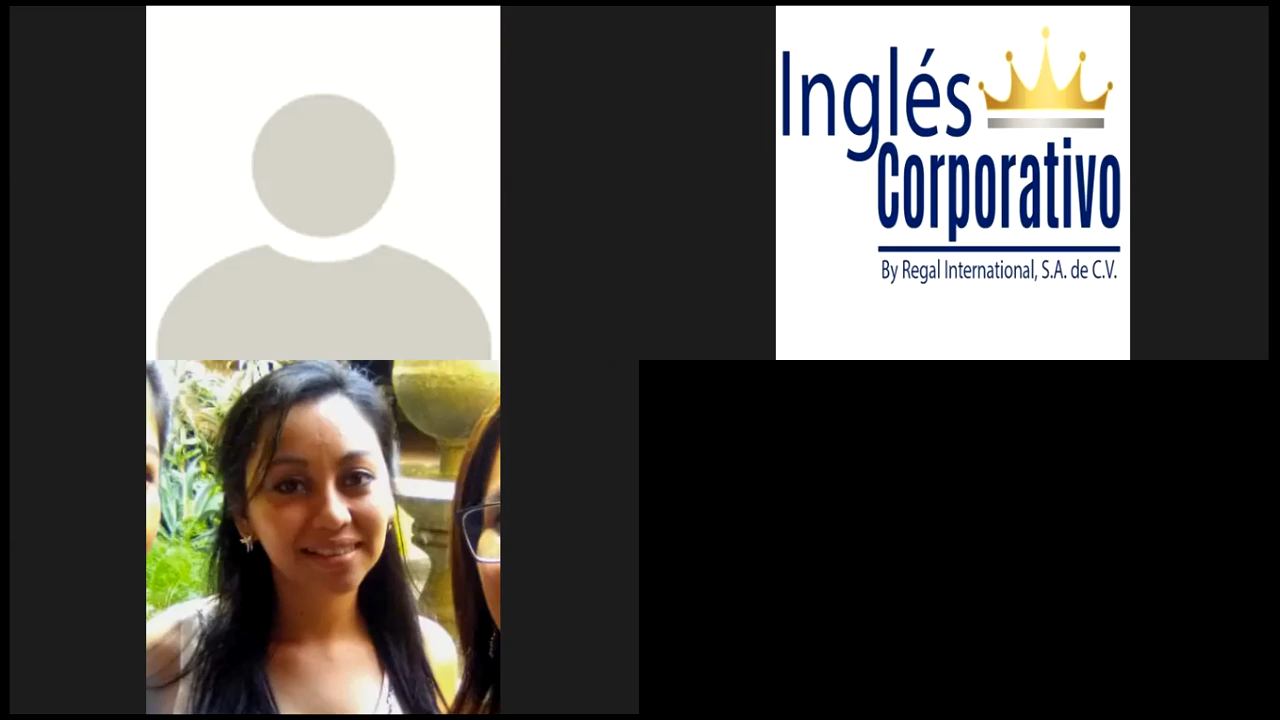 Inglés
Corporativo
By Regal International, S.A. de C.V.